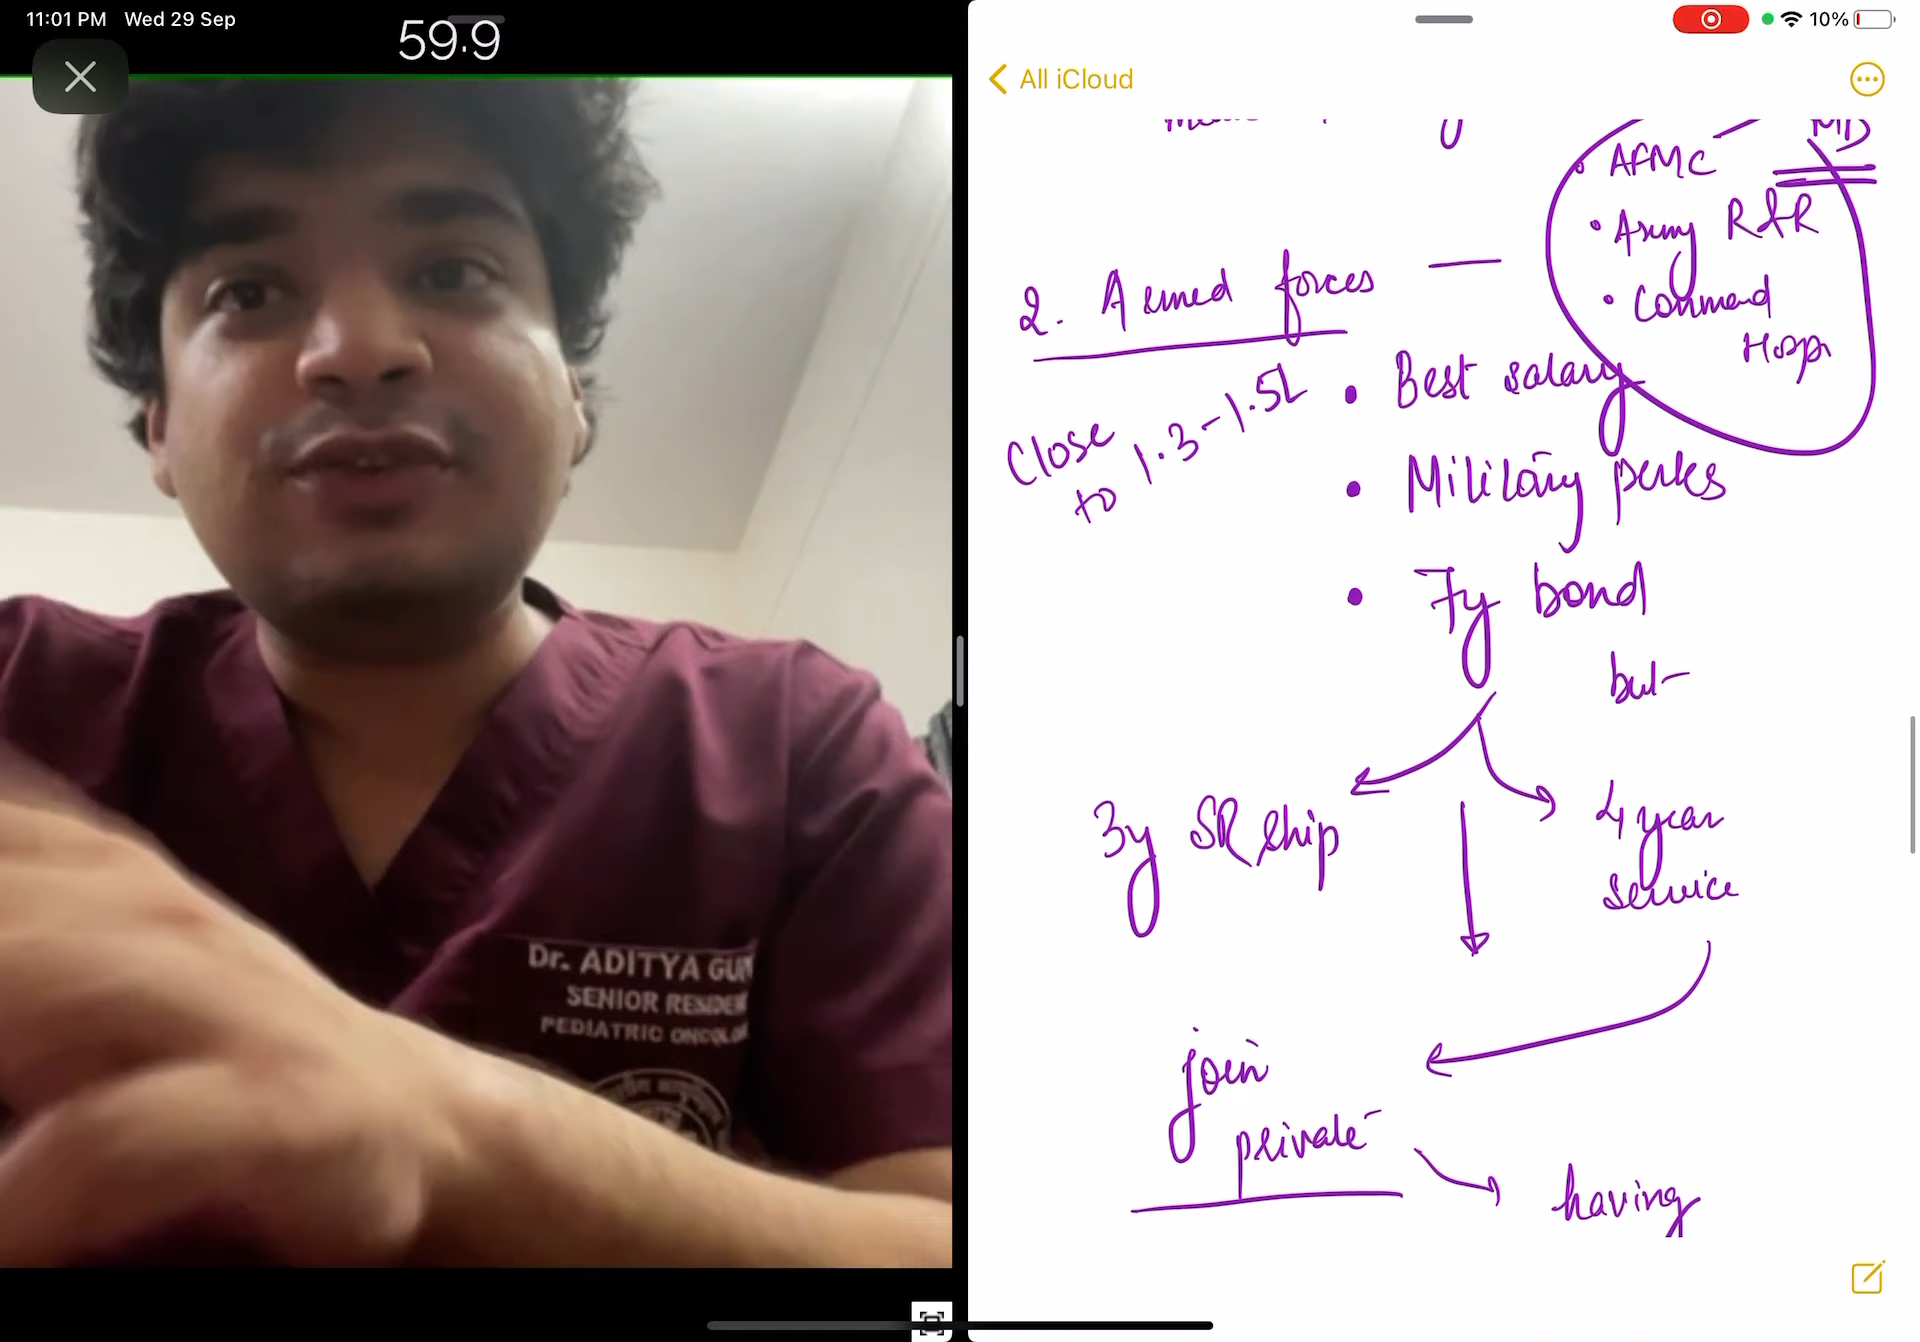 11:01 PM Wed 29 Sep
59.9
Dr. ADITYA
SENIOR
PEDIATRIC
10%
All iCloud
MD
• AFMC
• Army R&R
• Command
Hosp
2. Armed forces —
Close
to 1.3-1.5L
• Best salary
• Military perks
• 7y bond
but
3y SR Ship
4 year
service
join
private
having